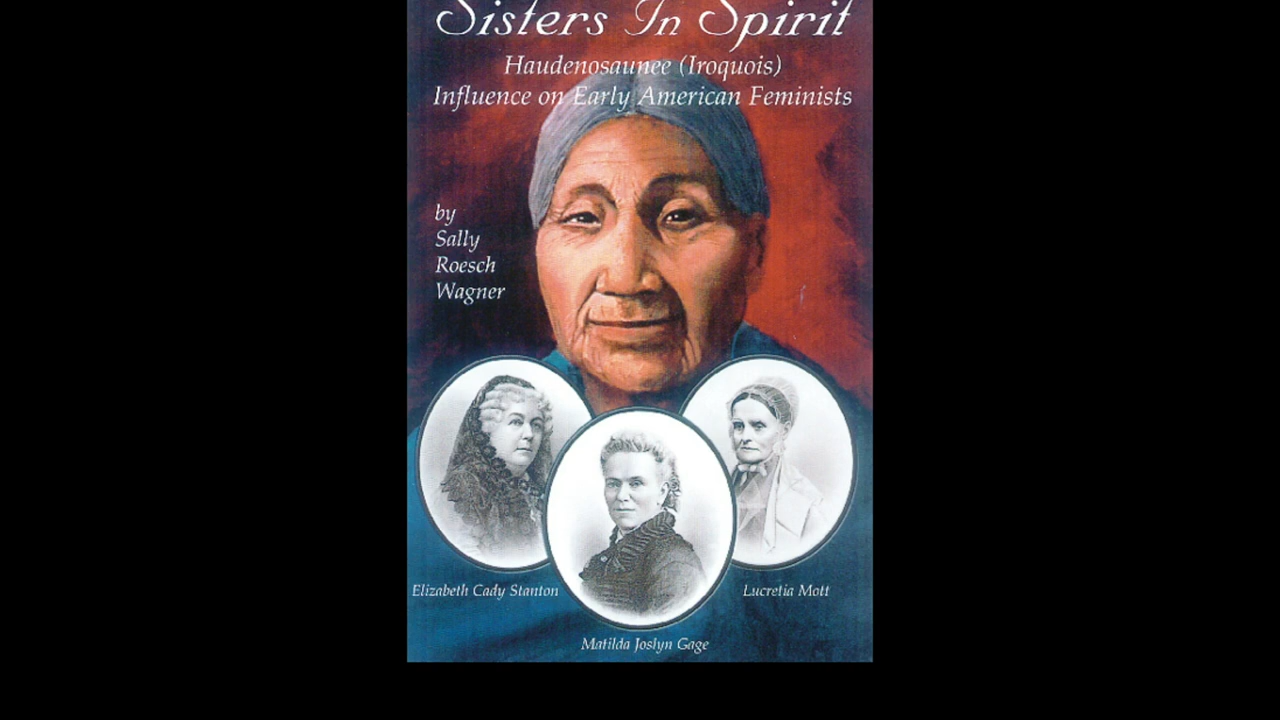 Sisters In Spirit
Haudenosaunee (Iroquois)
Influence on Early American Feminists
by
Sally
Roesch
Wagner
Elizabeth Cady Stanton
Lucretia Mott
Matilda Joslyn Gage